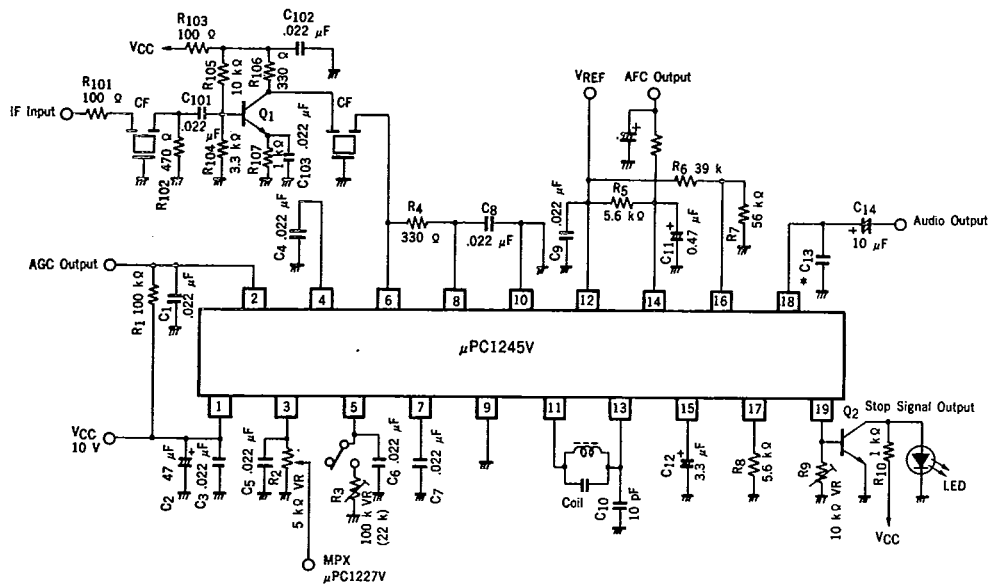 R103
100 Ω
VCC
C102
.022 μF
R105
10 kΩ
R106
330 Ω
R101
100 Ω
IF Input
CF
C101
.022 μF
R102 470 Ω
R104
3.3 kΩ
Q1
R107
1 kΩ
C103
.022 μF
CF
VREF
AFC Output
R6 39 k
R5
5.6 kΩ
R7
56 kΩ
C9 .022 μF
C11
+
0.47 μF
R4
330 Ω
C8
.022 μF
C4 .022 μF
C14
+
10 μF
Audio Output
* C13
AGC Output
R1 100 kΩ
C1
.022 μF
2
4
6
8
10
12
14
16
18
μPC1245V
1
3
5
7
9
11
13
15
17
19
VCC
10 V
C2
47 μF
+
C3 .022 μF
C5 .022 μF
R2
5 kΩ VR
MPX
μPC1227V
R3
100 k VR
(22 k)
C6 .022 μF
C7
.022 μF
Coil
C10
10 pF
C12
3.3 μF
R8
5.6 kΩ
R9
10 kΩ VR
Q2
Stop Signal Output
R10
1 kΩ
VCC
LED